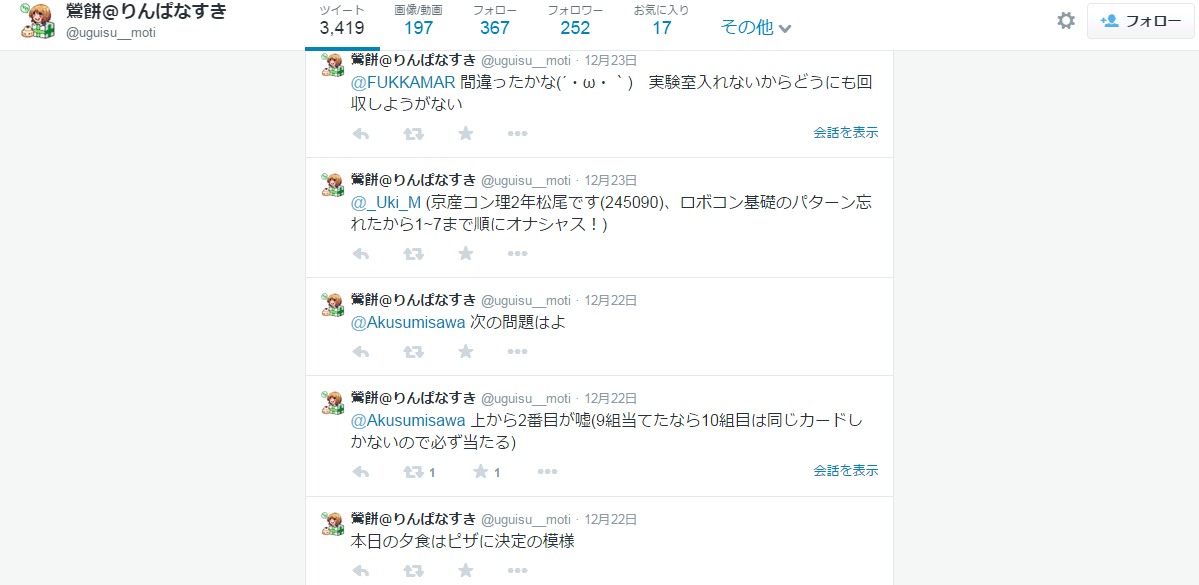 鶯餅@りんぱなすき
@uguisu__moti
ツイート 画像/動画 フォロー フォロワー お気に入り
3,419 197 367 252 17 その他
フォロー
鶯餅@りんぱなすき @uguisu__moti · 12月23日
@FUKKAMAR 間違ったかな(´・ω・｀)　実験室入れないからどうにも回
収しようがない
会話を表示
鶯餅@りんぱなすき @uguisu__moti · 12月23日
@_Uki_M (京産コン理2年松尾です(245090)、ロボコン基礎のパターン忘
れたから1~7まで順にオナシャス！)
鶯餅@りんぱなすき @uguisu__moti · 12月22日
@Akusumisawa 次の問題はよ
鶯餅@りんぱなすき @uguisu__moti · 12月22日
@Akusumisawa 上から2番目が嘘(9組当てたなら10組目は同じカードし
かないので必ず当たる)
1 1 会話を表示
鶯餅@りんぱなすき @uguisu__moti · 12月22日
本日の夕食はピザに決定の模様